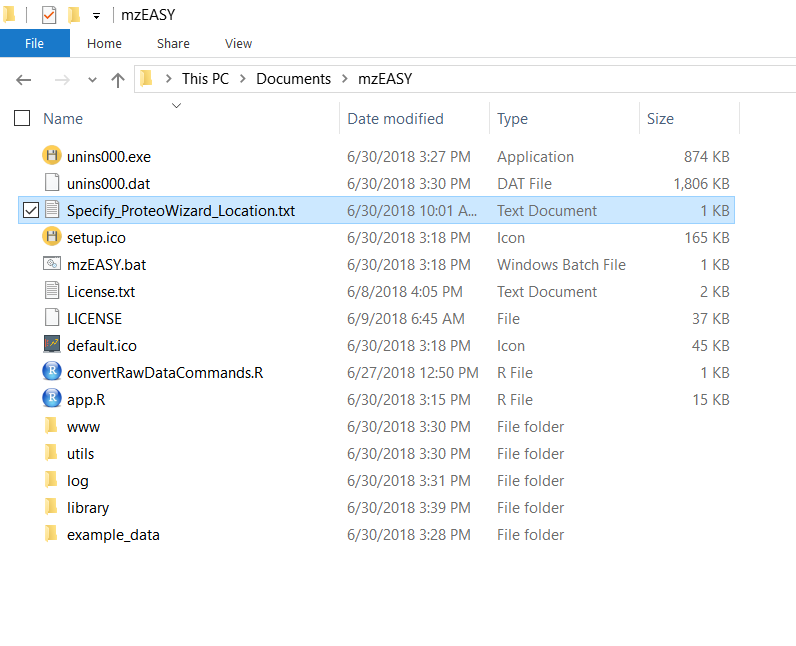 mzEASY
File Home Share View
This PC Documents mzEASY
Name Date modified Type Size
unins000.exe 6/30/2018 3:27 PM Application 874 KB
unins000.dat 6/30/2018 3:30 PM DAT File 1,806 KB
Specify_ProteoWizard_Location.txt 6/30/2018 10:01 A... Text Document 1 KB
setup.ico 6/30/2018 3:18 PM Icon 165 KB
mzEASY.bat 6/30/2018 3:18 PM Windows Batch File 1 KB
License.txt 6/8/2018 4:05 PM Text Document 2 KB
LICENSE 6/9/2018 6:45 AM File 37 KB
default.ico 6/30/2018 3:18 PM Icon 45 KB
R convertRawDataCommands.R 6/27/2018 12:50 PM R File 1 KB
R app.R 6/30/2018 3:15 PM R File 15 KB
www 6/30/2018 3:30 PM File folder
utils 6/30/2018 3:30 PM File folder
log 6/30/2018 3:31 PM File folder
library 6/30/2018 3:39 PM File folder
example_data 6/30/2018 3:28 PM File folder